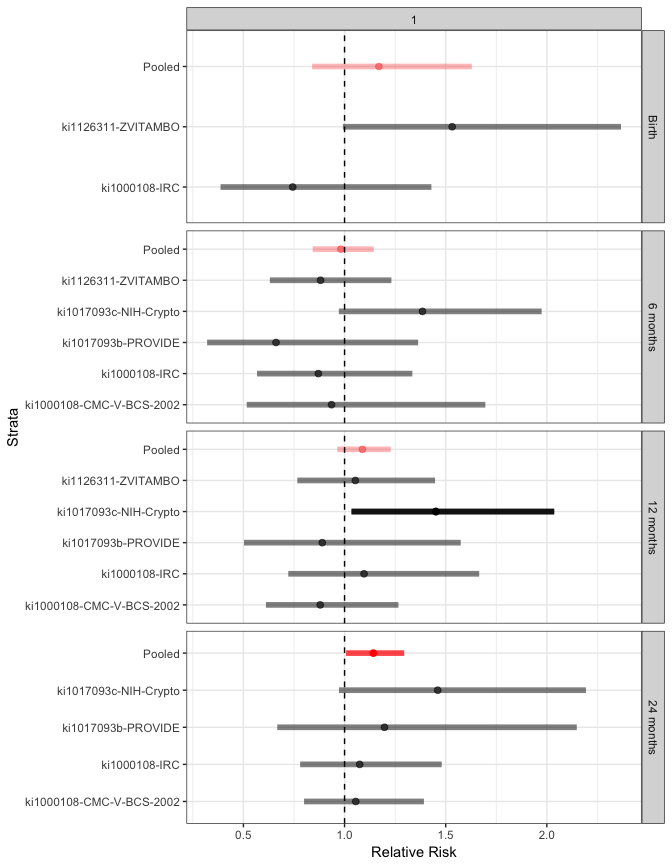 1
Pooled
ki1126311-ZVITAMBO
ki1000108-IRC
Birth
Pooled
ki1126311-ZVITAMBO
ki1017093c-NIH-Crypto
ki1017093b-PROVIDE
ki1000108-IRC
ki1000108-CMC-V-BCS-2002
6 months
Pooled
ki1126311-ZVITAMBO
ki1017093c-NIH-Crypto
ki1017093b-PROVIDE
ki1000108-IRC
ki1000108-CMC-V-BCS-2002
12 months
Pooled
ki1017093c-NIH-Crypto
ki1017093b-PROVIDE
ki1000108-IRC
ki1000108-CMC-V-BCS-2002
24 months
Strata
0.5 1.0 1.5 2.0
Relative Risk